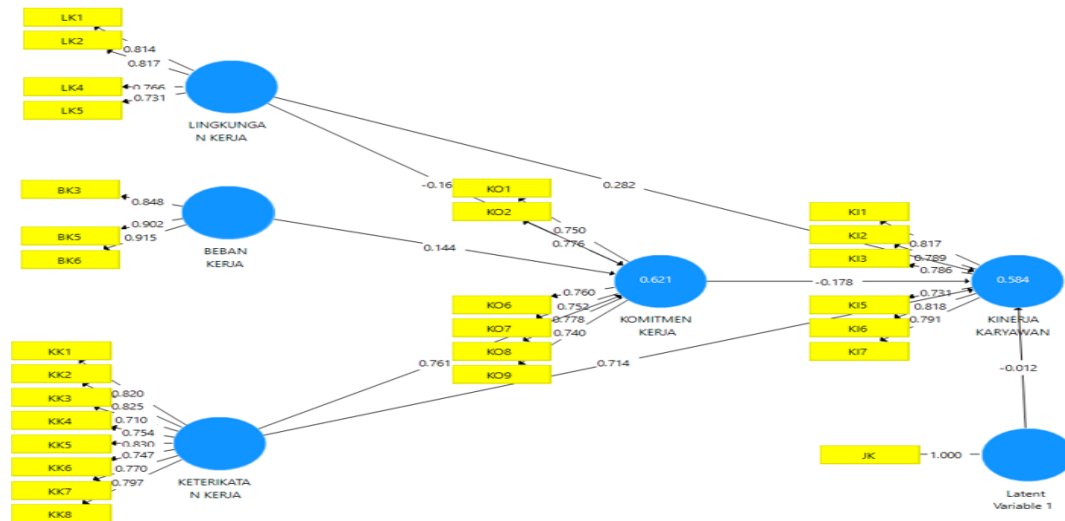 LK1
LK2
0.814
0.817
LK4
0.766
LK5
0.731
LINGKUNGA
N KERJA
BK3
0.848
BK5
0.902
BK6
0.915
BEBAN
KERJA
-0.16
0.282
0.144
KO1
KO2
0.750
0.776
0.621
KO6
0.760
KO7
0.752
0.778
KO8
0.740
KO9
KOMITMEN
KERJA
-0.178
KI1
KI2
0.817
0.789
KI3
0.786
0.584
KI5
0.731
0.818
KI6
0.791
KI7
KINERJA
KARYAWAN
0.761
0.714
-0.012
KK1
KK2
0.820
KK3
0.825
0.710
KK4
0.754
KK5
0.830
0.747
KK6
0.770
KK7
0.797
KK8
KETERIKATA
N KERJA
JK
1.000
Latent
Variable 1